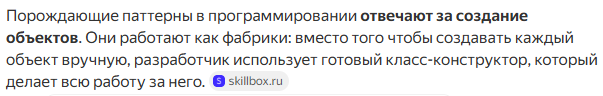 Порождающие паттерны в программировании отвечают за создание
объектов. Они работают как фабрики: вместо того чтобы создавать каждый
объект вручную, разработчик использует готовый класс-конструктор, который
делает всю работу за него. S skillbox.ru